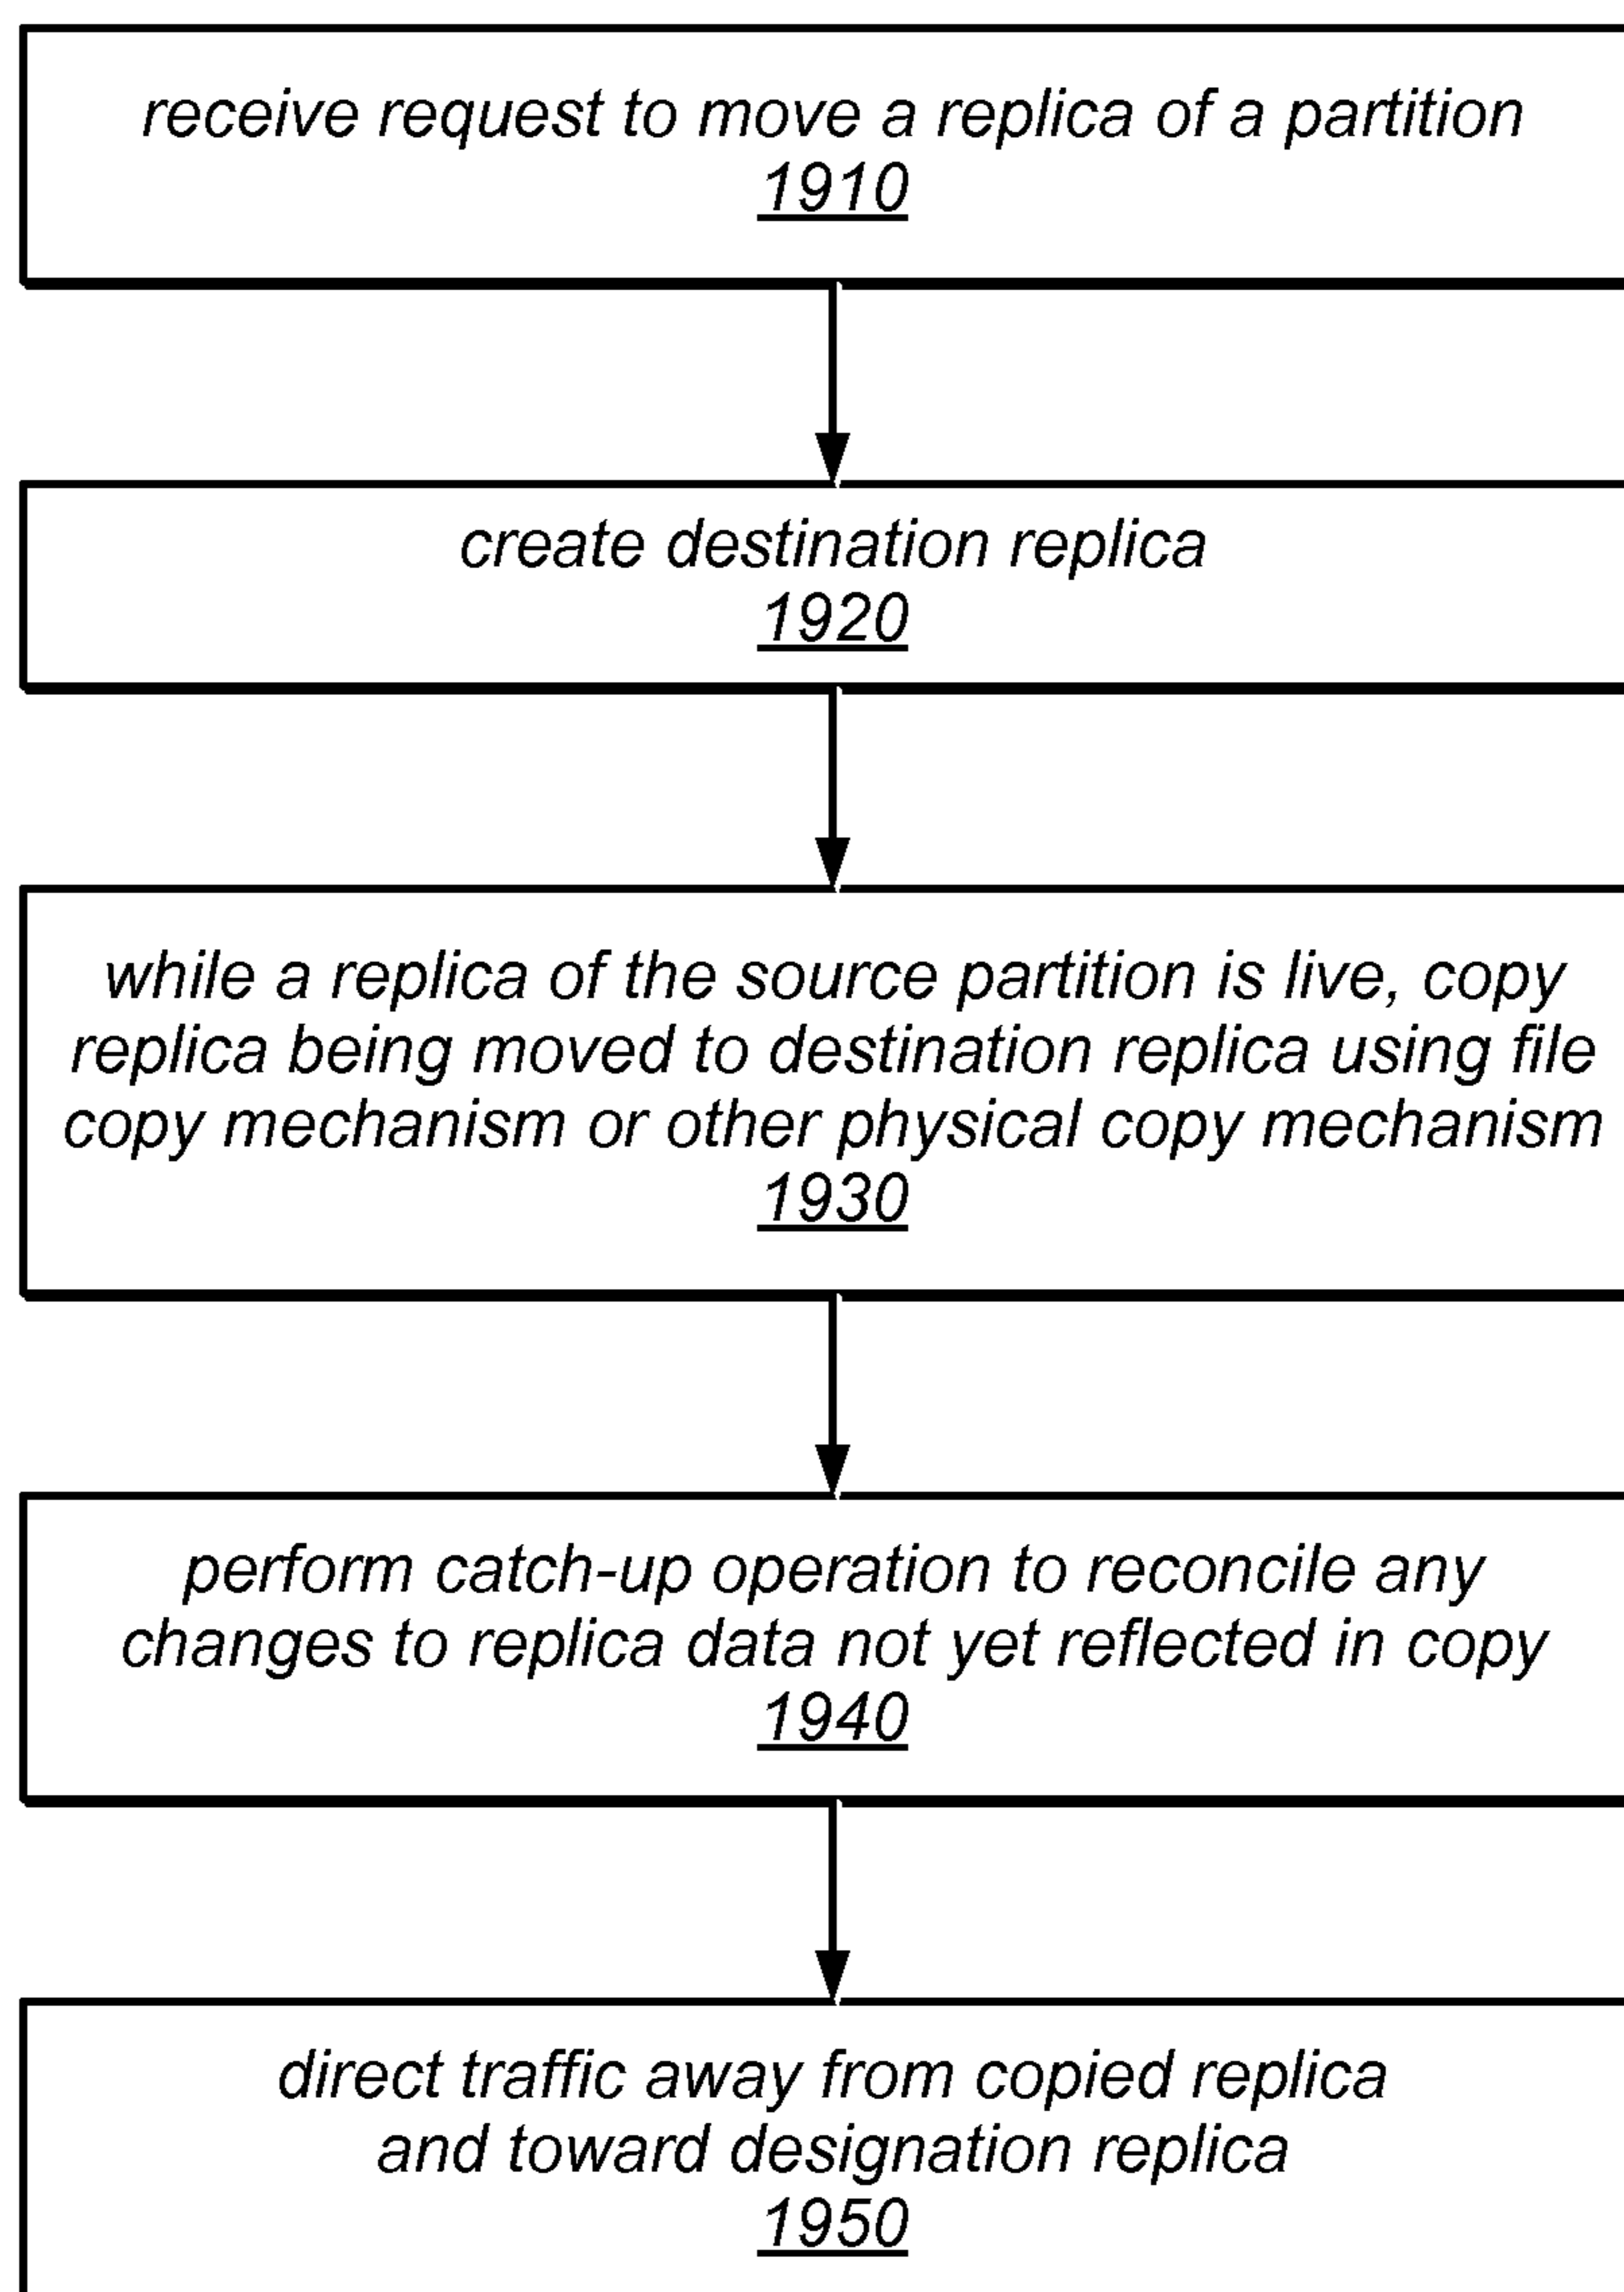 receive request to move a replica of a partition
1910
create destination replica
1920
while a replica of the source partition is live, copy
replica being moved to destination replica using file
copy mechanism or other physical copy mechanism
1930
perform catch-up operation to reconcile any
changes to replica data not yet reflected in copy
1940
direct traffic away from copied replica
and toward designation replica
1950